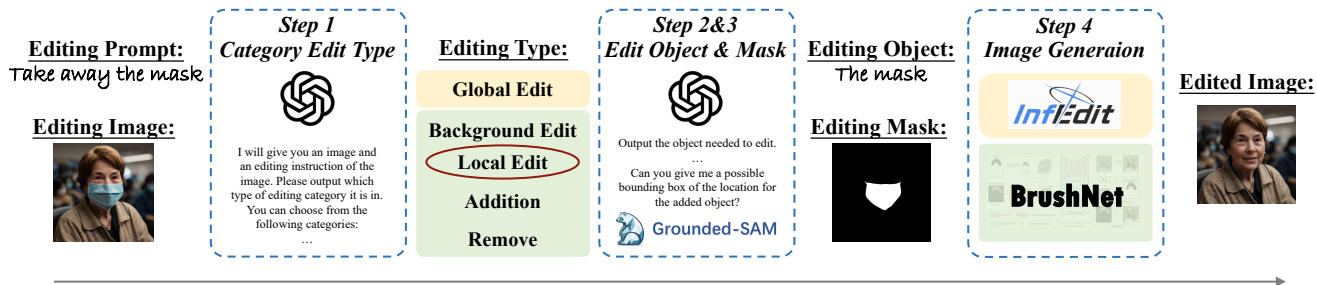 Editing Prompt:
Take away the mask
Editing Image:
Step 1
Category Edit Type
I will give you an image and
an editing instruction of the
image. Please output which
type of editing category it is in.
You can choose from the
following categories:
…
Editing Type:
Global Edit
Background Edit
Local Edit
Addition
Remove
Step 2&3
Edit Object & Mask
Output the object needed to edit.
…
Can you give me a possible
bounding box of the location for
the added object?
Grounded-SAM
Editing Object:
The mask
Editing Mask:
Step 4
Image Generaion
InfEdit
BrushNet
Edited Image: